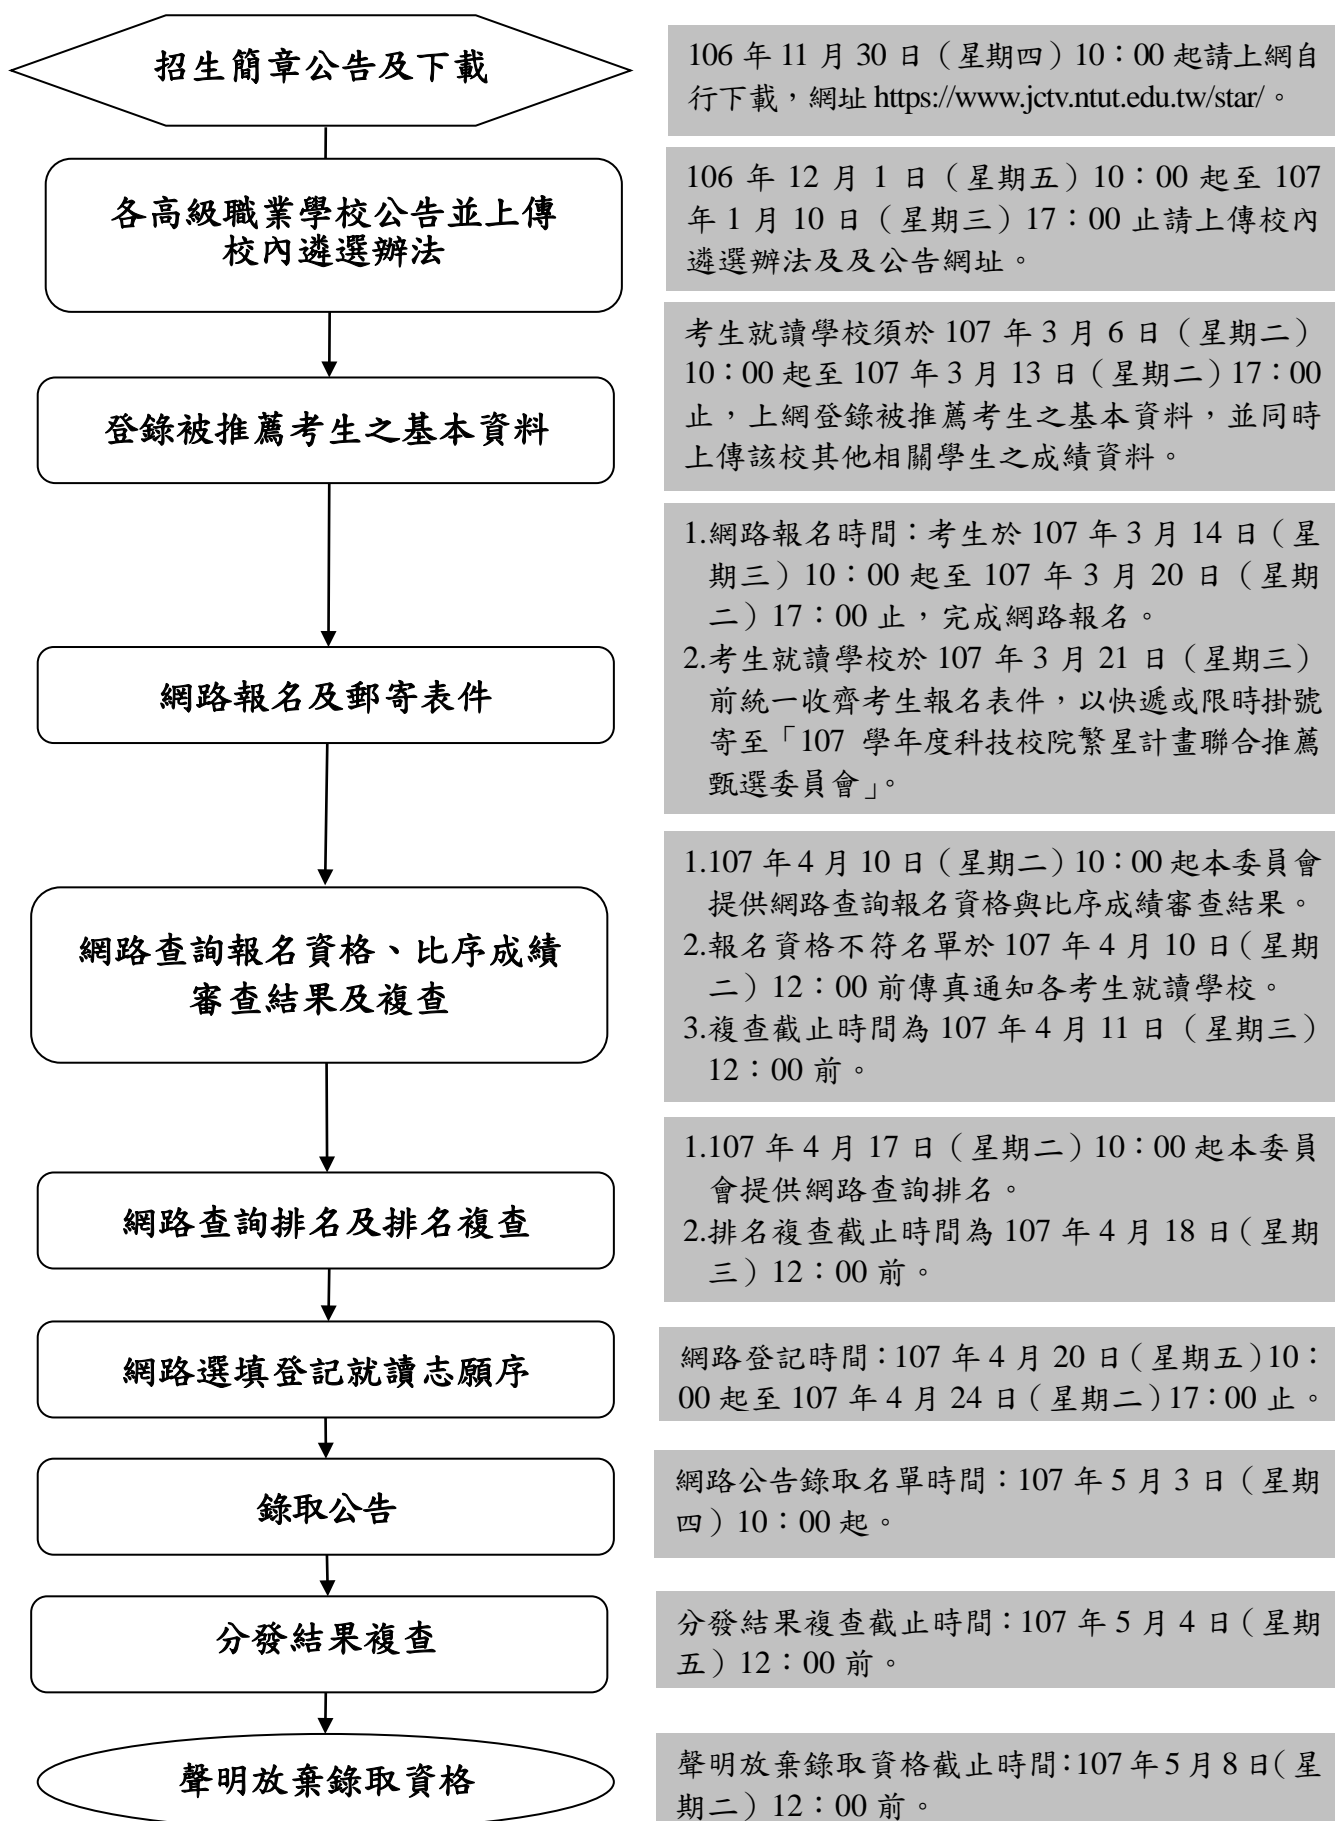 招生簡章公告及下載
106 年 11 月 30 日（星期四）10：00 起請上網自
行下載，網址 https://www.jctv.ntut.edu.tw/star/。
各高級職業學校公告並上傳
校內遴選辦法
106 年 12 月 1 日（星期五）10：00 起至 107
年 1 月 10 日（星期三）17：00 止請上傳校內
遴選辦法及及公告網址。
登錄被推薦考生之基本資料
考生就讀學校須於 107 年 3 月 6 日（星期二）
10：00 起至 107 年 3 月 13 日（星期二）17：00
止，上網登錄被推薦考生之基本資料，並同時
上傳該校其他相關學生之成績資料。
網路報名及郵寄表件
1.網路報名時間：考生於 107 年 3 月 14 日（星
期三）10：00 起至 107 年 3 月 20 日（星期
二）17：00 止，完成網路報名。
2.考生就讀學校於 107 年 3 月 21 日（星期三）
前統一收齊考生報名表件，以快遞或限時掛號
寄至「107 學年度科技校院繁星計畫聯合推薦
甄選委員會」。
網路查詢報名資格、比序成績
審查結果及複查
1.107 年 4 月 10 日（星期二）10：00 起本委員會
提供網路查詢報名資格與比序成績審查結果。
2.報名資格不符名單於 107 年 4 月 10 日（星期
二）12：00 前傳真通知各考生就讀學校。
3.複查截止時間為 107 年 4 月 11 日（星期三）
12：00 前。
網路查詢排名及排名複查
1.107 年 4 月 17 日（星期二）10：00 起本委員
會提供網路查詢排名。
2.排名複查截止時間為 107 年 4 月 18 日（星期
三）12：00 前。
網路選填登記就讀志願序
網路登記時間：107 年 4 月 20 日（星期五）10：
00 起至 107 年 4 月 24 日（星期二）17：00 止。
錄取公告
網路公告錄取名單時間：107 年 5 月 3 日（星期
四）10：00 起。
分發結果複查
分發結果複查截止時間：107 年 5 月 4 日（星期
五）12：00 前。
聲明放棄錄取資格
聲明放棄錄取資格截止時間：107 年 5 月 8 日（星
期二）12：00 前。